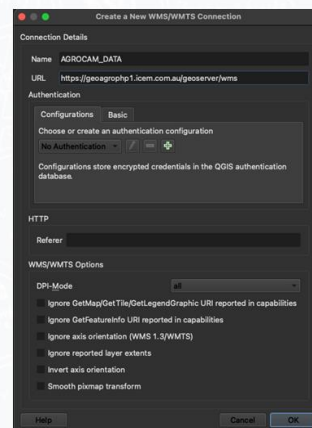 Create a New WMS/WMTS Connection
Connection Details
Name AGROCAM_DATA
URL https://geoagrophp1.icem.com.au/geoserver/wms
Authentication
Configurations Basic
Choose or create an authentication configuration
No Authentication
Configurations store encrypted credentials in the QGIS authentication
database.
HTTP
Referer
WMS/WMTS Options
DPI-Mode all
Ignore GetMap/GetTile/GetLegendGraphic URI reported in capabilities
Ignore GetFeatureInfo URI reported in capabilities
Ignore axis orientation (WMS 1.3/WMTS)
Ignore reported layer extents
Invert axis orientation
Smooth pixmap transform
Help Cancel OK